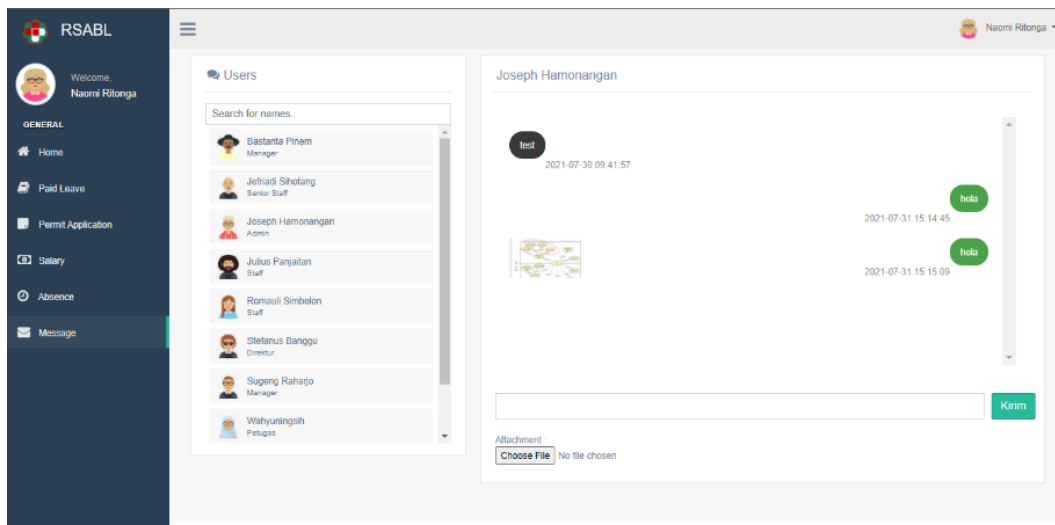 RSABL
Naomi Ritonga
Welcome,
Naomi Ritonga
GENERAL
Home
Paid Leave
Permit Application
Salary
Absence
Message
Users
Search for names..
Bastanta Pinem
Manager
Jefriadi Sihotang
Senior Staff
Joseph Hamonangan
Admin
Julius Panjaitan
Staff
Romauli Simbolon
Staff
Stefanus Banggu
Direktur
Sugeng Raharjo
Manager
Wahyuningsih
Petugas
Joseph Hamonangan
test
2021-07-30 09:41:57
hola
2021-07-31 15:14:45
hola
2021-07-31 15:15:09
Kirim
Attachment :
Choose File No file chosen